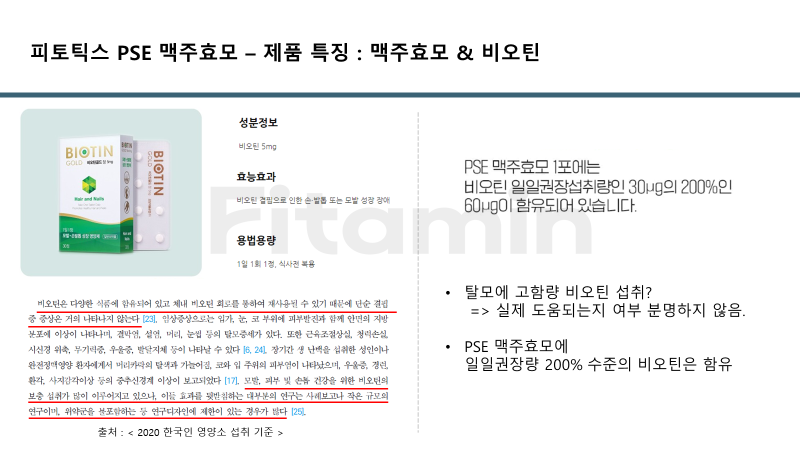 피토틱스 PSE 맥주효모 – 제품 특징 : 맥주효모 & 비오틴
BIOTIN
GOLD
Hair and Nails
BIOTIN
GOLD
성분정보
비오틴 5mg
효능효과
비오틴 결핍으로 인한 손·발톱 또는 모발 성장 장애
용법용량
1일 1회 1정, 식사전 복용
비오틴은 다양한 식품에 함유되어 있고 체내 비오틴 회로를 통하여 재사용될 수 있기 때문에 단순 결핍
증 증상은 거의 나타나지 않는다 [23]. 임상증상으로는 입가, 눈, 코 부위에 피부발진과 함께 안면의 지방
분포에 이상이 나타나며, 결막염, 설염, 머리, 눈썹 등의 탈모증세가 있다. 또한 근육조절상실, 청력손실,
시신경 위축, 무기력증, 우울증, 발달지체 등이 나타날 수 있다 [6, 24]. 장기간 생 난백을 섭취한 성인이나
완전정맥영양 환자에게서 머리카락의 탈색과 가늘어짐, 코와 입 주위의 피부염이 나타났으며, 우울증, 경련,
환각, 사지감각이상 등의 중추신경계 이상이 보고되었다 [17]. 모발, 피부 및 손톱 건강을 위한 비오틴의
보충 섭취가 많이 이루어지고 있으나, 이들 효과를 뒷받침하는 대부분의 연구는 사례보고나 작은 규모의
연구이며, 위약군을 불포함하는 등 연구디자인에 제한이 있는 경우가 많다 [25].
출처 : < 2020 한국인 영양소 섭취 기준 >
Fitamin
PSE 맥주효모 1포에는
비오틴 일일권장섭취량인 30μg의 200%인
60μg이 함유되어 있습니다.
• 탈모에 고함량 비오틴 섭취?
=> 실제 도움되는지 여부 분명하지 않음.
• PSE 맥주효모에
일일권장량 200% 수준의 비오틴은 함유